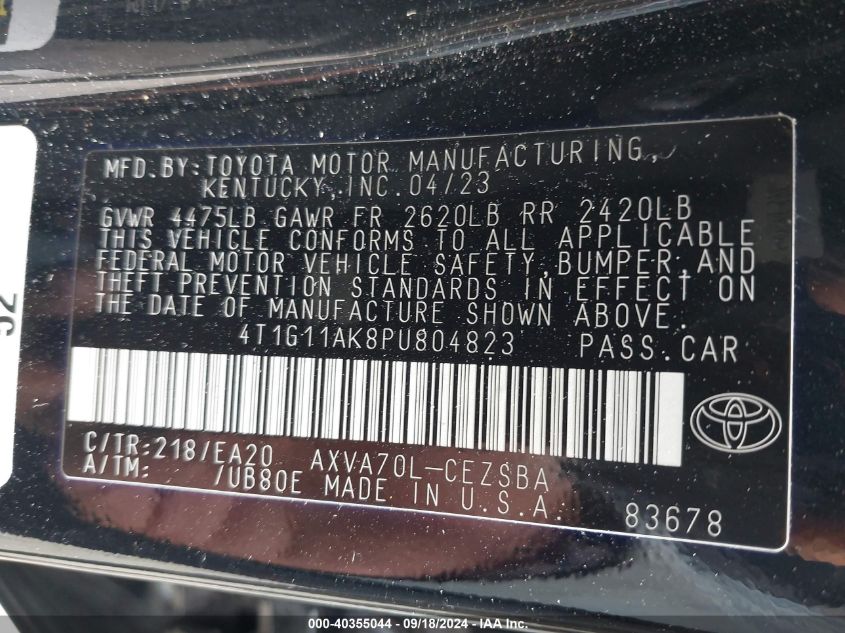 MFD.BY:TOYOTA MOTOR MANUFACTURING,
KENTUCKY,INC.04/23
GVWR 4475LB GAWR FR 2620LB RR 2420LB
THIS VEHICLE CONFORMS TO ALL APPLICABLE
FEDERAL MOTOR VEHICLE SAFETY,BUMPER,AND
THEFT PREVENTION STANDARDS IN EFFECT ON
THE DATE OF MANUFACTURE SHOWN ABOVE.
4T1G11AK8PU804823 PASS.CAR
C/TR:218/EA20 AXVA70L-CEZSBA
A/TM: /UB80E MADE IN U.S.A.
83678
52
000-40355044 - 09/18/2024 - IAA Inc.